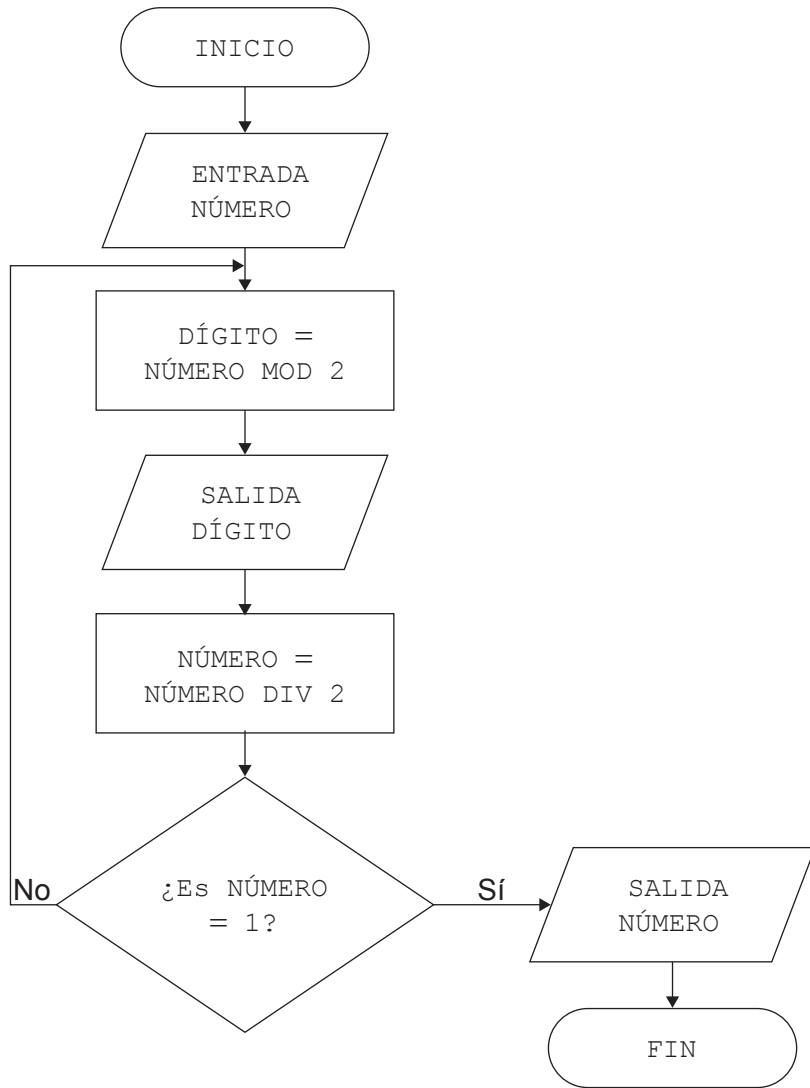 INICIO
ENTRADA
NÚMERO
DÍGITO =
NÚMERO MOD 2
SALIDA
DÍGITO
NÚMERO =
NÚMERO DIV 2
¿Es NÚMERO
= 1?
No
Sí
SALIDA
NÚMERO
FIN